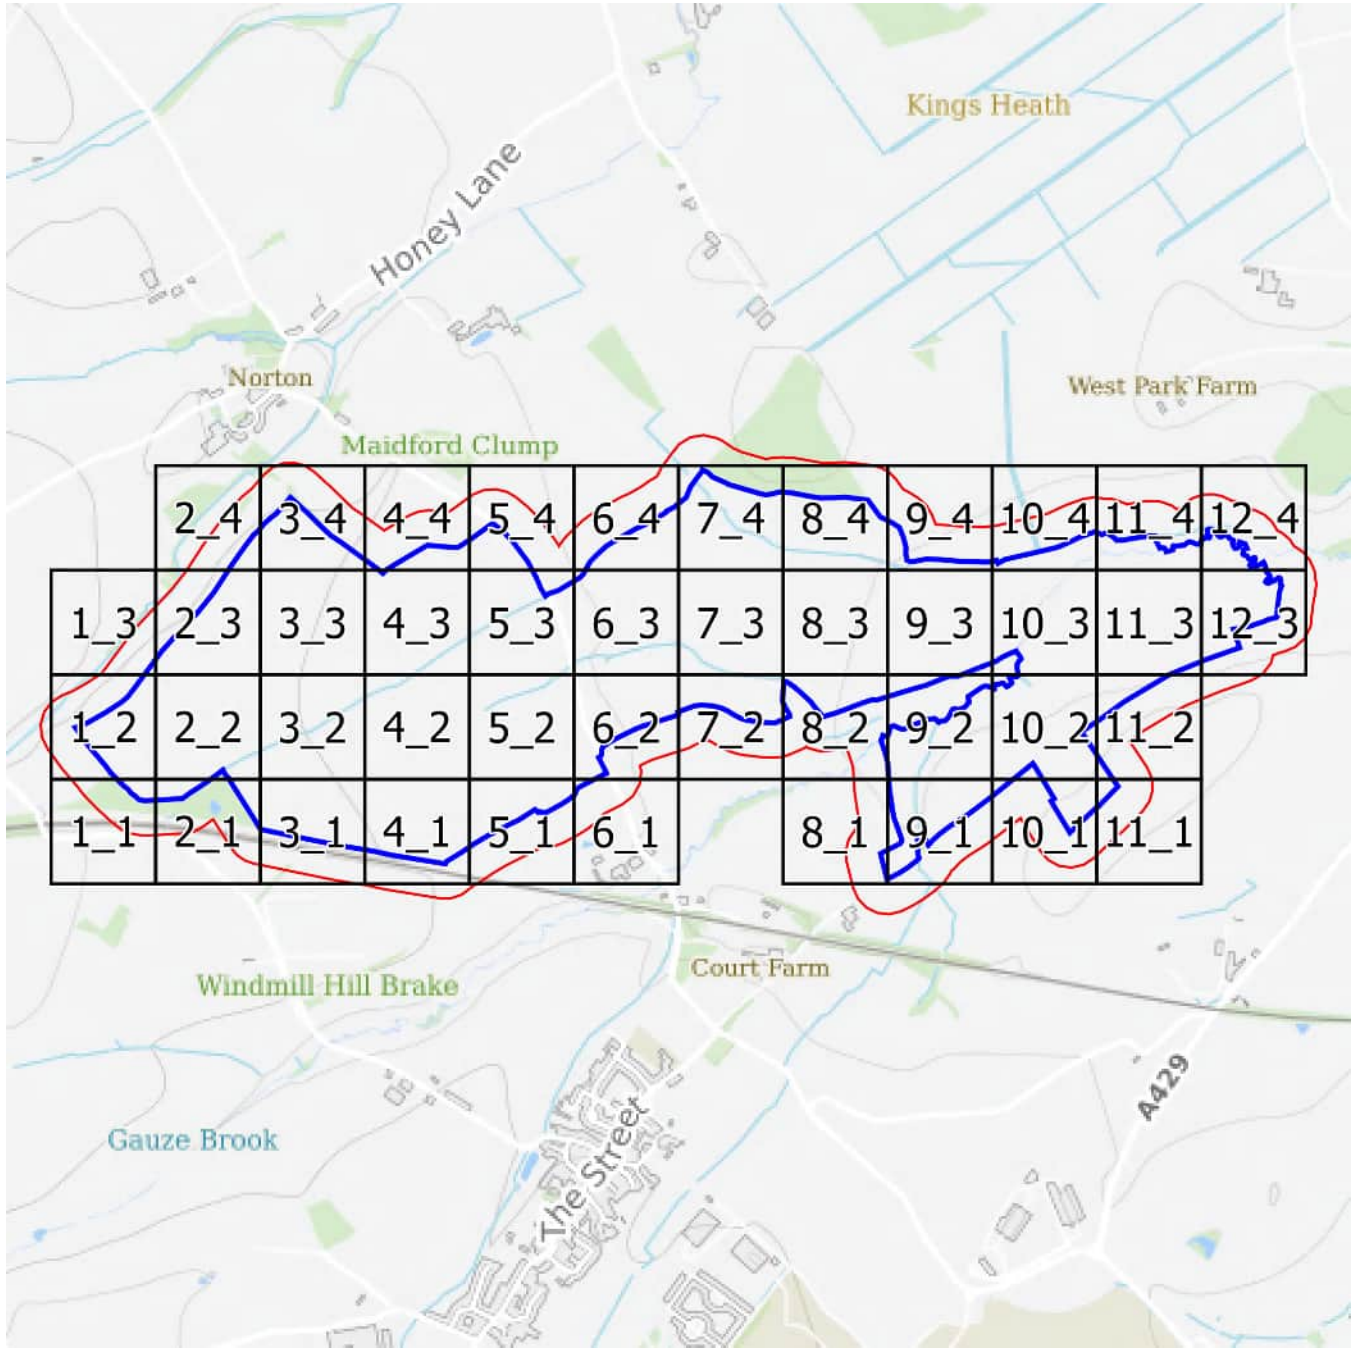 Kings Heath
Honey Lane
Norton
West Park Farm
Maidford Clump
2_4 3_4 4_4 5_4 6_4 7_4 8_4 9_4 10_4 11_4 12_4
1_3 2_3 3_3 4_3 5_3 6_3 7_3 8_3 9_3 10_3 11_3 12_3
1_2 2_2 3_2 4_2 5_2 6_2 7_2 8_2 9_2 10_2 11_2
1_1 2_1 3_1 4_1 5_1 6_1 8_1 9_1 10_1 11_1
Court Farm
Windmill Hill Brake
A429
Gauze Brook
The Street